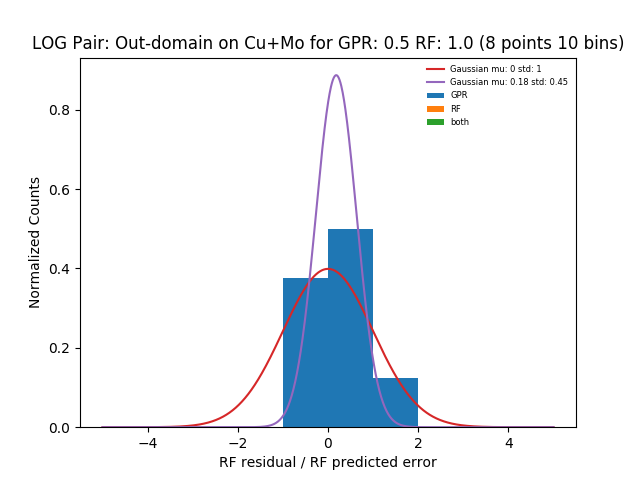 LOG Pair: Out-domain on Cu+Mo for GPR: 0.5 RF: 1.0 (8 points 10 bins)
Gaussian mu: 0 std: 1
Gaussian mu: 0.18 std: 0.45
GPR
RF
both
Normalized Counts
0.8
0.6
0.4
0.2
0.0
−4
−2
0
2
4
RF residual / RF predicted error